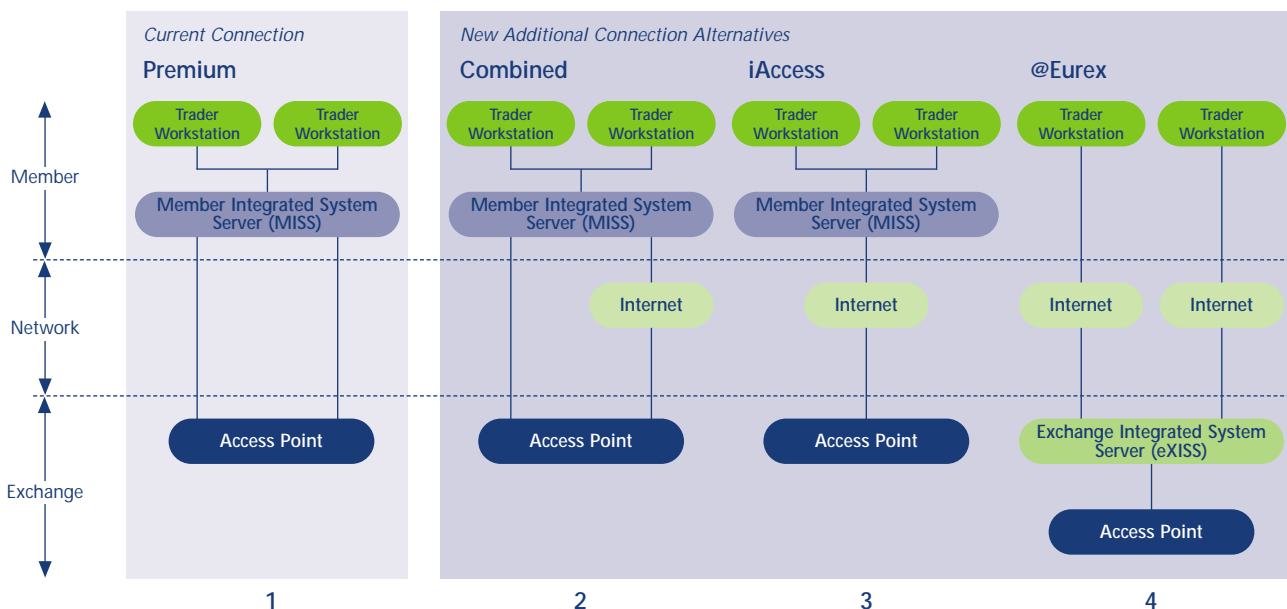 Current Connection
New Additional Connection Alternatives
Premium
Combined
iAccess
@Eurex
Trader
Workstation
Trader
Workstation
Trader
Workstation
Trader
Workstation
Trader
Workstation
Trader
Workstation
Trader
Workstation
Trader
Workstation
Member
Member Integrated System
Server (MISS)
Member Integrated System
Server (MISS)
Member Integrated System
Server (MISS)
Network
Internet
Internet
Internet
Internet
Exchange
Access Point
Access Point
Access Point
Exchange Integrated System
Server (eXISS)
Access Point
1
2
3
4